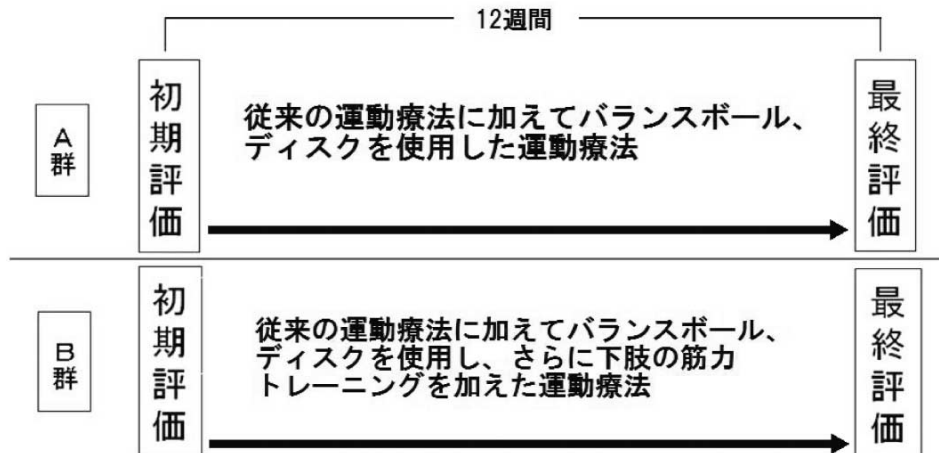 12週間
A群
初期評価
従来の運動療法に加えてバランスボール、
ディスクを使用した運動療法
最終評価
B群
初期評価
従来の運動療法に加えてバランスボール、
ディスクを使用し、さらに下肢の筋力
トレーニングを加えた運動療法
最終評価